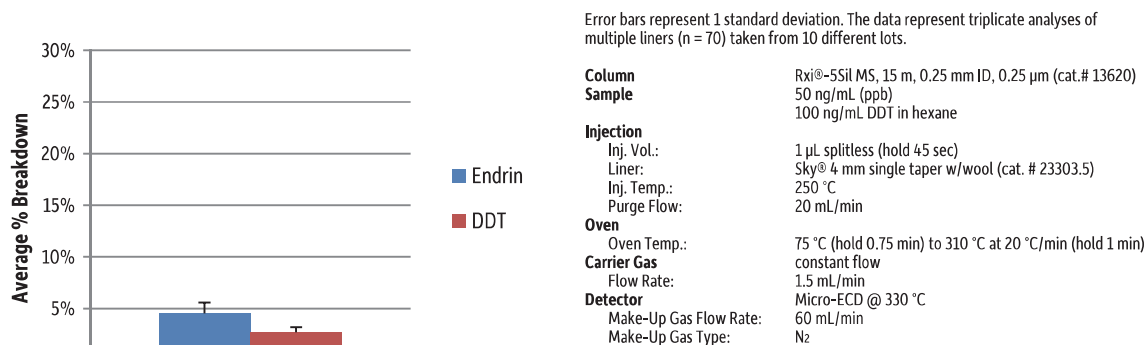 Average % Breakdown
30%
25%
20%
15%
10%
5%
Endrin
DDT
Error bars represent 1 standard deviation. The data represent triplicate analyses of
multiple liners (n = 70) taken from 10 different lots.
Column Rxi®-5Sil MS, 15 m, 0.25 mm ID, 0.25 µm (cat.# 13620)
Sample 50 ng/mL (ppb)
100 ng/mL DDT in hexane
Injection
Inj. Vol.: 1 µL splitless (hold 45 sec)
Liner: Sky® 4 mm single taper w/wool (cat. # 23303.5)
Inj. Temp.: 250 °C
Purge Flow: 20 mL/min
Oven
Oven Temp.: 75 °C (hold 0.75 min) to 310 °C at 20 °C/min (hold 1 min)
Carrier Gas constant flow
Flow Rate: 1.5 mL/min
Detector Micro-ECD @ 330 °C
Make-Up Gas Flow Rate: 60 mL/min
Make-Up Gas Type: N2